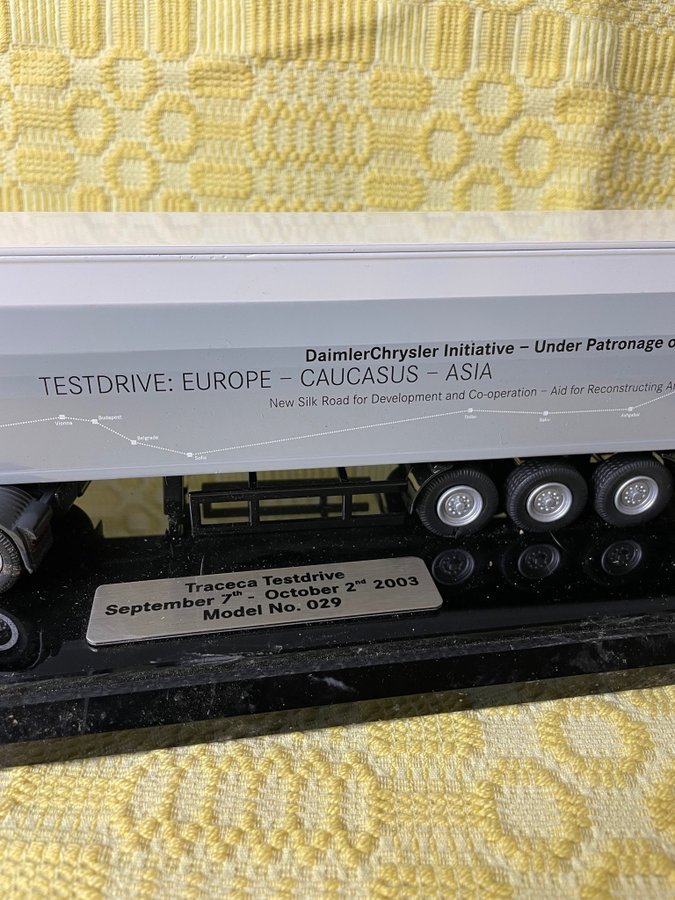 DaimlerChrysler Initiative – Under Patronage o
TESTDRIVE: EUROPE – CAUCASUS – ASIA
New Silk Road for Development and Co-operation – Aid for Reconstructing
Vienna
Budapest
Belgrade
Sofia
Tbilisi
Baku
Ashgabat
Traceca Testdrive
September 7th - October 2nd 2003
Model No. 029